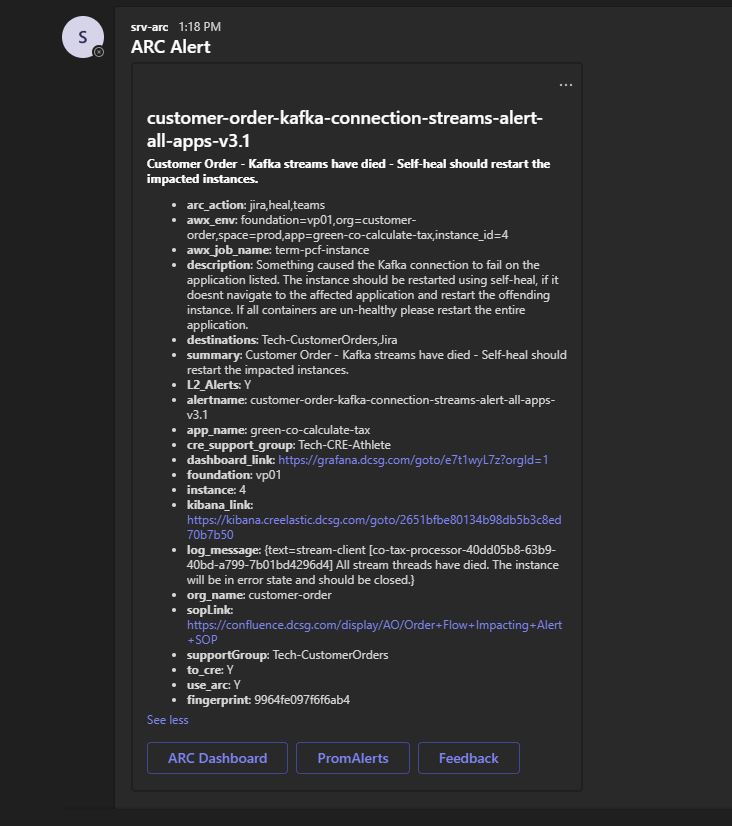 S
srv-arc 1:18 PM
ARC Alert
...
customer-order-kafka-connection-streams-alert-
all-apps-v3.1
Customer Order - Kafka streams have died - Self-heal should restart the
impacted instances.
• arc_action: jira,heal,teams
• awx_env: foundation=vp01,org=customer-
order,space=prod,app=green-co-calculate-tax,instance_id=4
• awx_job_name: term-pcf-instance
• description: Something caused the Kafka connection to fail on the
application listed. The instance should be restarted using self-heal, if it
doesnt navigate to the affected application and restart the offending
instance. If all containers are un-healthy please restart the entire
application.
• destinations: Tech-CustomerOrders,Jira
• summary: Customer Order - Kafka streams have died - Self-heal should
restart the impacted instances.
• L2_Alerts: Y
• alertname: customer-order-kafka-connection-streams-alert-all-apps-
v3.1
• app_name: green-co-calculate-tax
• cre_support_group: Tech-CRE-Athlete
• dashboard_link: https://grafana.dcsg.com/goto/e7t1wyL7z?orgId=1
• foundation: vp01
• instance: 4
• kibana_link:
https://kibana.creelastic.dcsg.com/goto/2651bfbe80134b98db5b3c8ed
70b7b50
• log_message: {text=stream-client [co-tax-processor-40dd05b8-63b9-
40bd-a799-7b01bd4296d4] All stream threads have died. The instance
will be in error state and should be closed.}
• org_name: customer-order
• sopLink:
https://confluence.dcsg.com/display/AO/Order+Flow+Impacting+Alert
+SOP
• supportGroup: Tech-CustomerOrders
• to_cre: Y
• use_arc: Y
• fingerprint: 9964fe097f6f6ab4
See less
ARC Dashboard
PromAlerts
Feedback